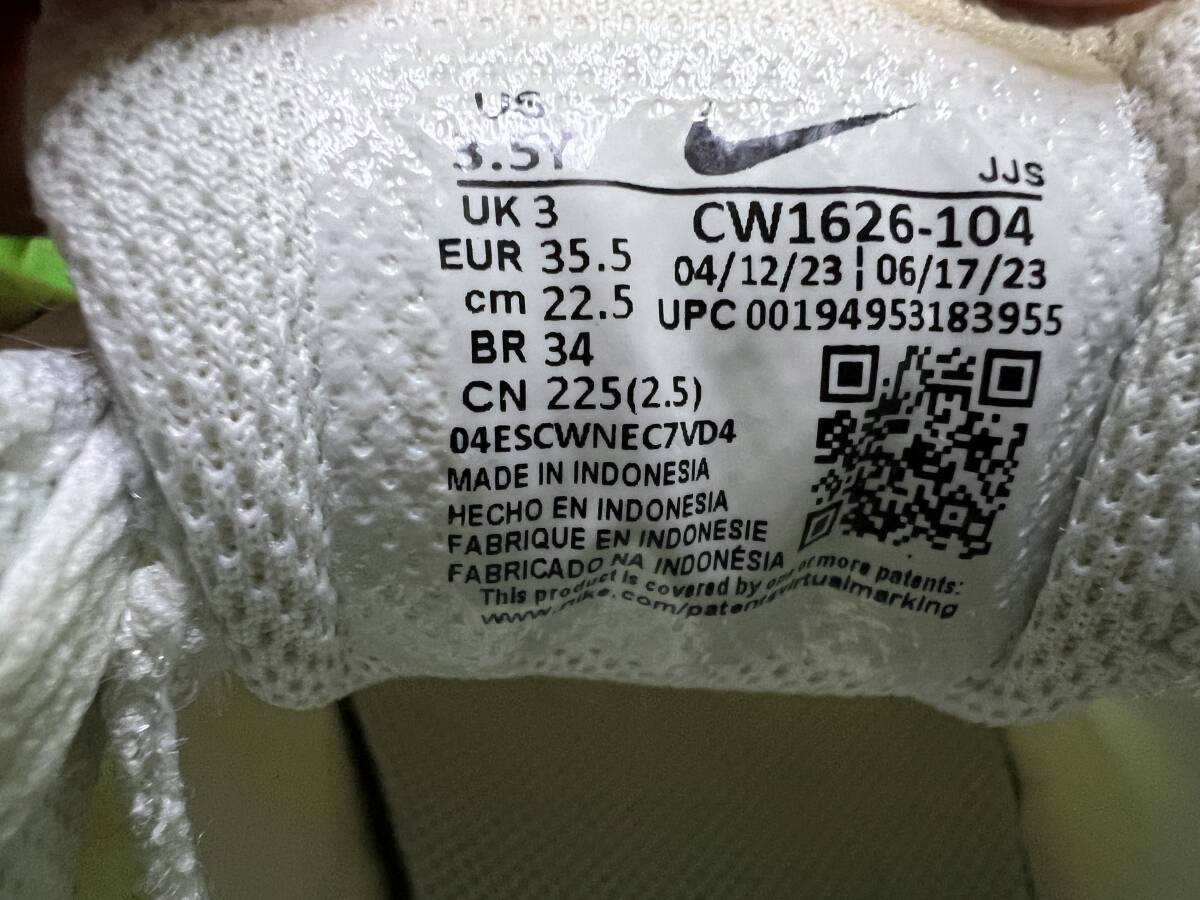 US
3.5Y
JJS
UK 3
CW1626-104
EUR 35.5
04/12/23 | 06/17/23
cm 22.5
UPC 00194953183955
BR 34
CN 225(2.5)
04ESCWNEC7VD4
MADE IN INDONESIA
HECHO EN INDONESIA
FABRIQUE EN INDONESIE
FABRICADO NA INDONÉSIA
This product is covered by one or more patents:
www.nike.com/patentsvirtualmarking